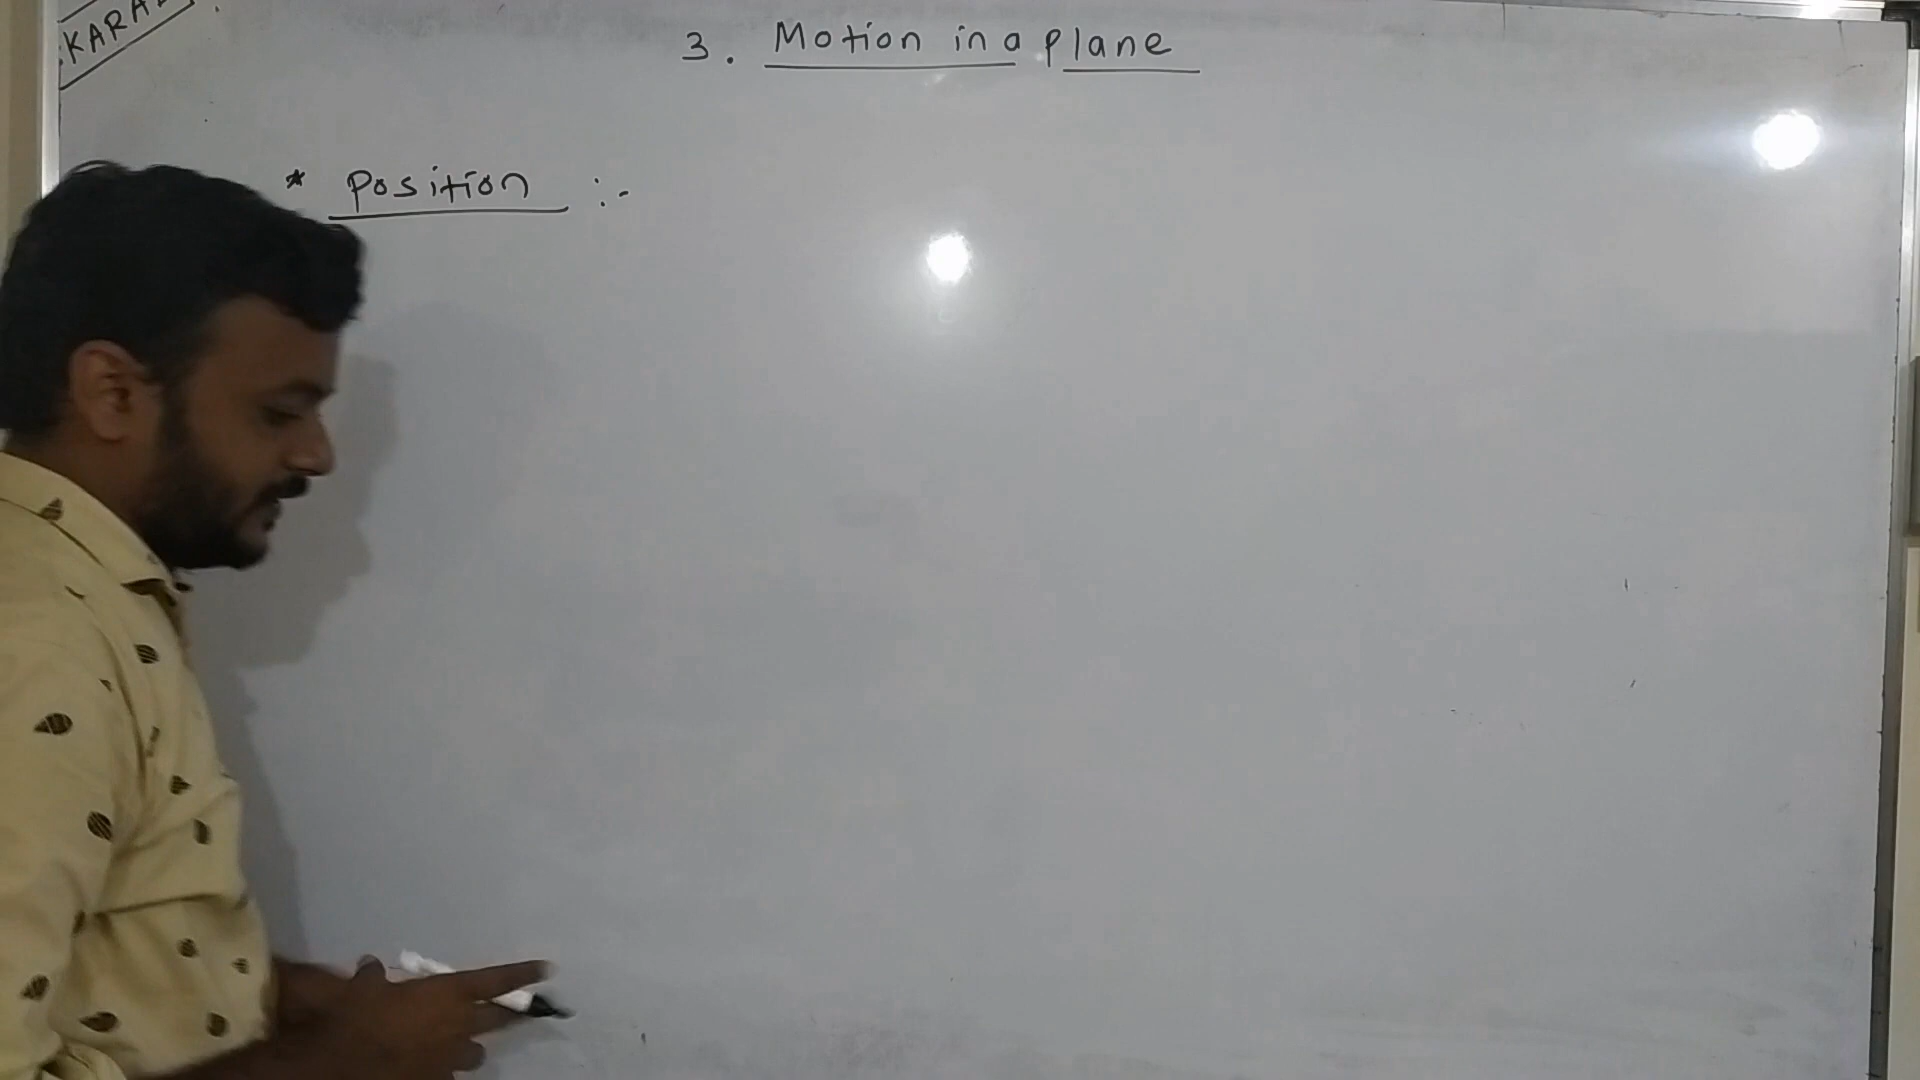 3. Motion in a plane
* Position :-